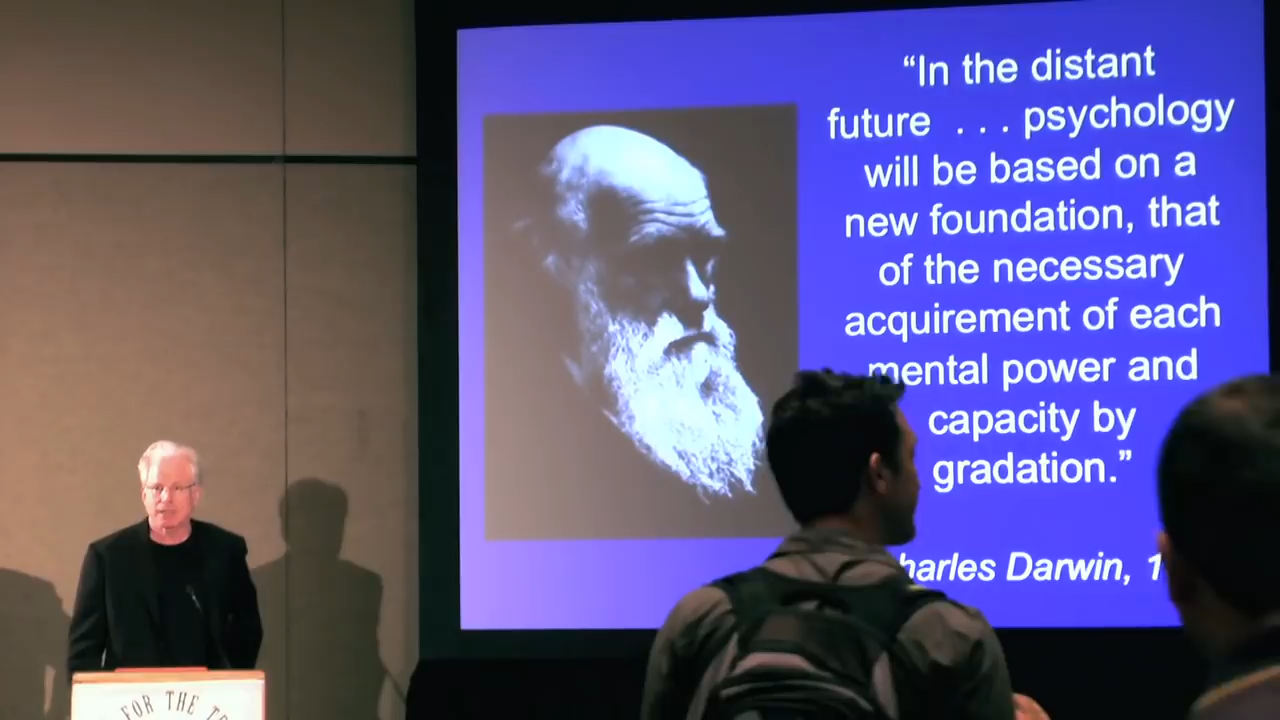 “In the distant
future . . . psychology
will be based on a
new foundation, that
of the necessary
acquirement of each
mental power and
capacity by
gradation.”
harles Darwin, 1
FOR THE